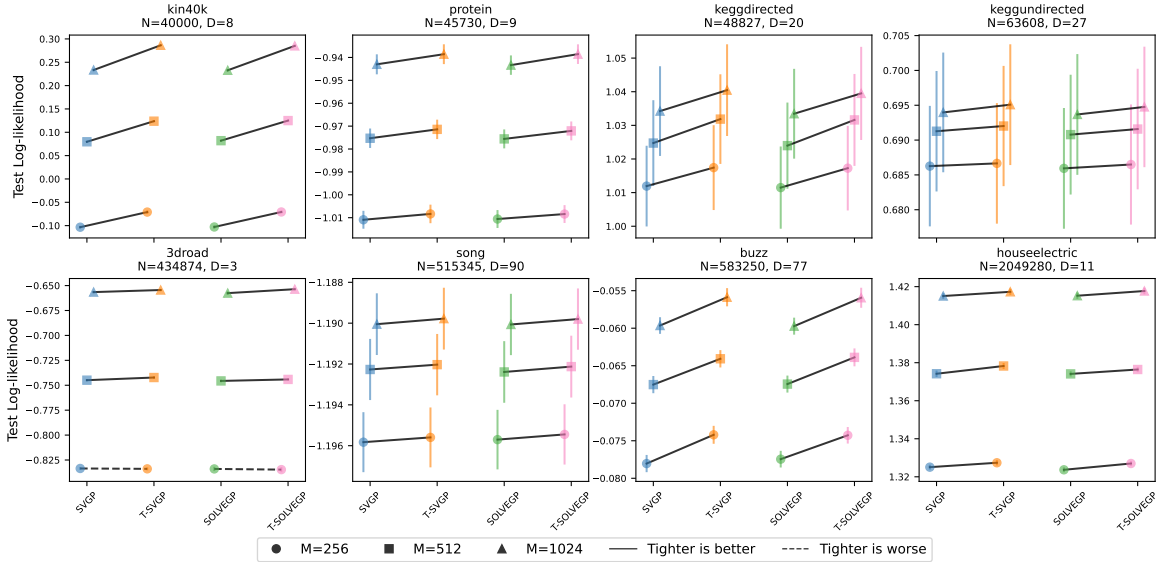 kin40k
N=40000, D=8
protein
N=45730, D=9
keggdirected
N=48827, D=20
keggundirected
N=63608, D=27
Test Log-likelihood
0.30
0.25
0.20
0.15
0.10
0.05
0.00
−0.05
−0.10
−0.94
−0.95
−0.96
−0.97
−0.98
−0.99
−1.00
−1.01
1.05
1.04
1.03
1.02
1.01
1.00
0.705
0.700
0.695
0.690
0.685
0.680
3droad
N=434874, D=3
song
N=515345, D=90
buzz
N=583250, D=77
houseelectric
N=2049280, D=11
Test Log-likelihood
−0.650
−0.675
−0.700
−0.725
−0.750
−0.775
−0.800
−0.825
−1.188
−1.190
−1.192
−1.194
−1.196
−0.055
−0.060
−0.065
−0.070
−0.075
−0.080
1.42
1.40
1.38
1.36
1.34
1.32
SVGP
T-SVGP
SOLVEGP
T-SOLVEGP
SVGP
T-SVGP
SOLVEGP
T-SOLVEGP
SVGP
T-SVGP
SOLVEGP
T-SOLVEGP
SVGP
T-SVGP
SOLVEGP
T-SOLVEGP
M=256 M=512 M=1024 Tighter is better Tighter is worse